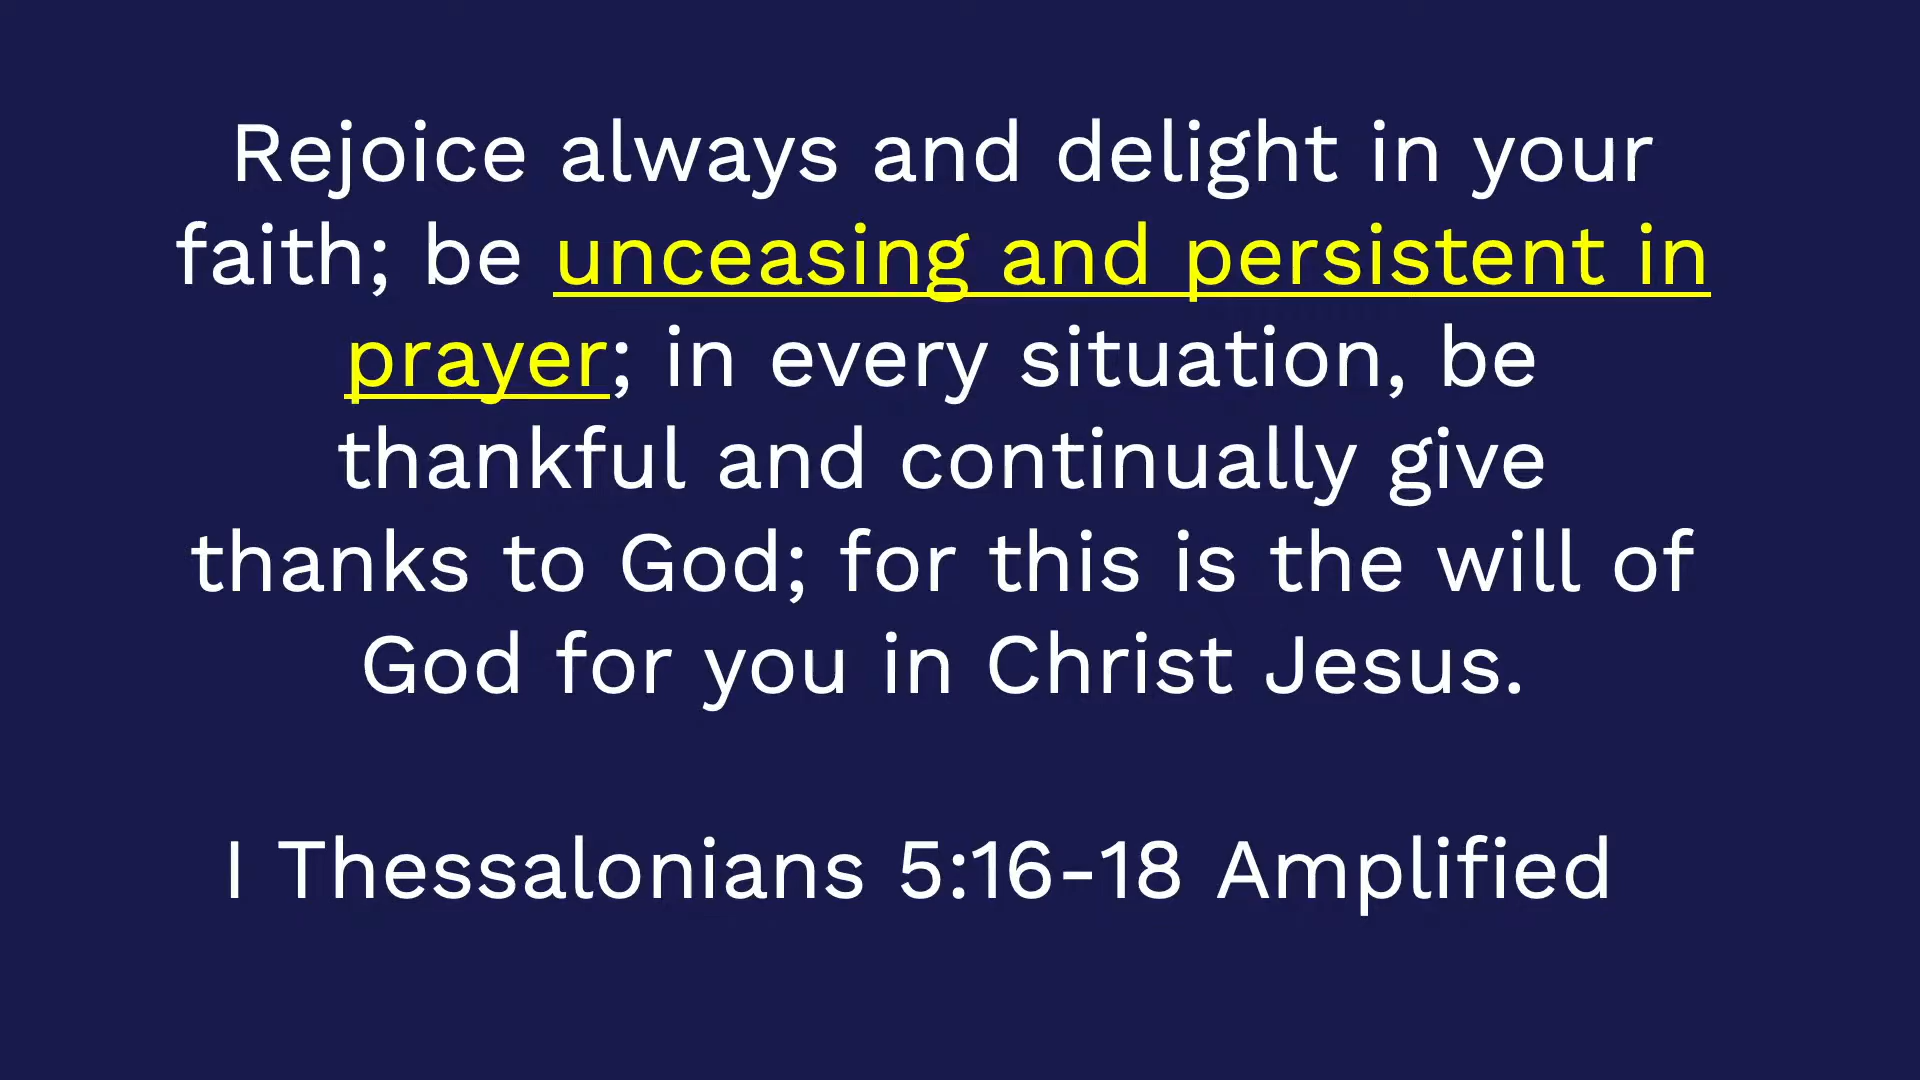 Rejoice always and delight in your
faith; be unceasing and persistent in
prayer; in every situation, be
thankful and continually give
thanks to God; for this is the will of
God for you in Christ Jesus.
I Thessalonians 5:16-18 Amplified